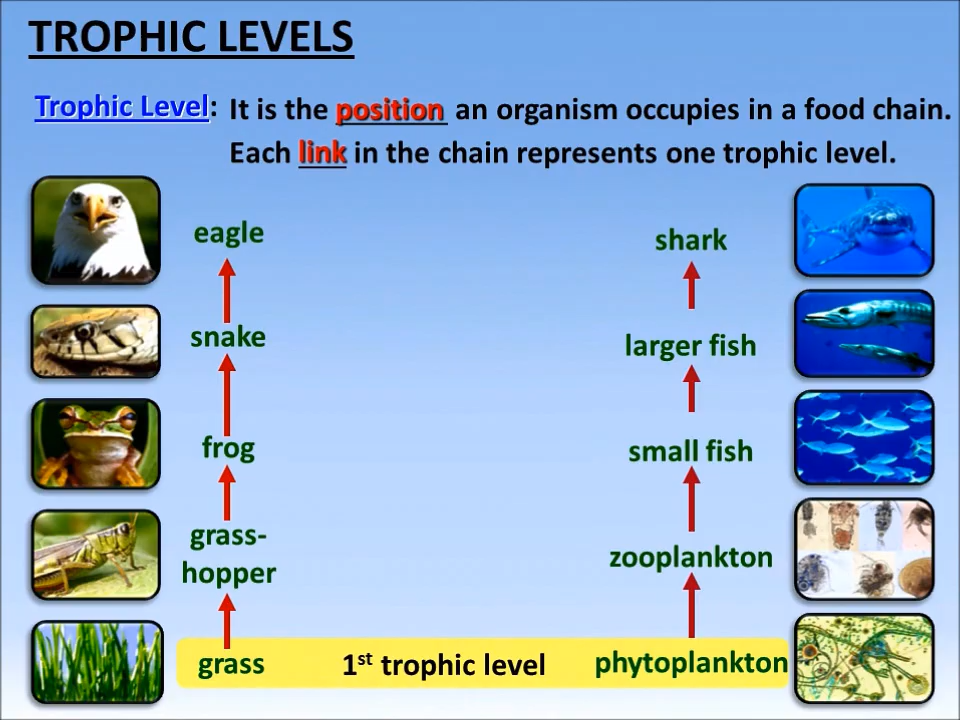 TROPHIC LEVELS
Trophic Level: It is the position an organism occupies in a food chain.
Each link in the chain represents one trophic level.
eagle
shark
snake
larger fish
frog
small fish
grass-
hopper
zooplankton
grass 1st trophic level phytoplankton